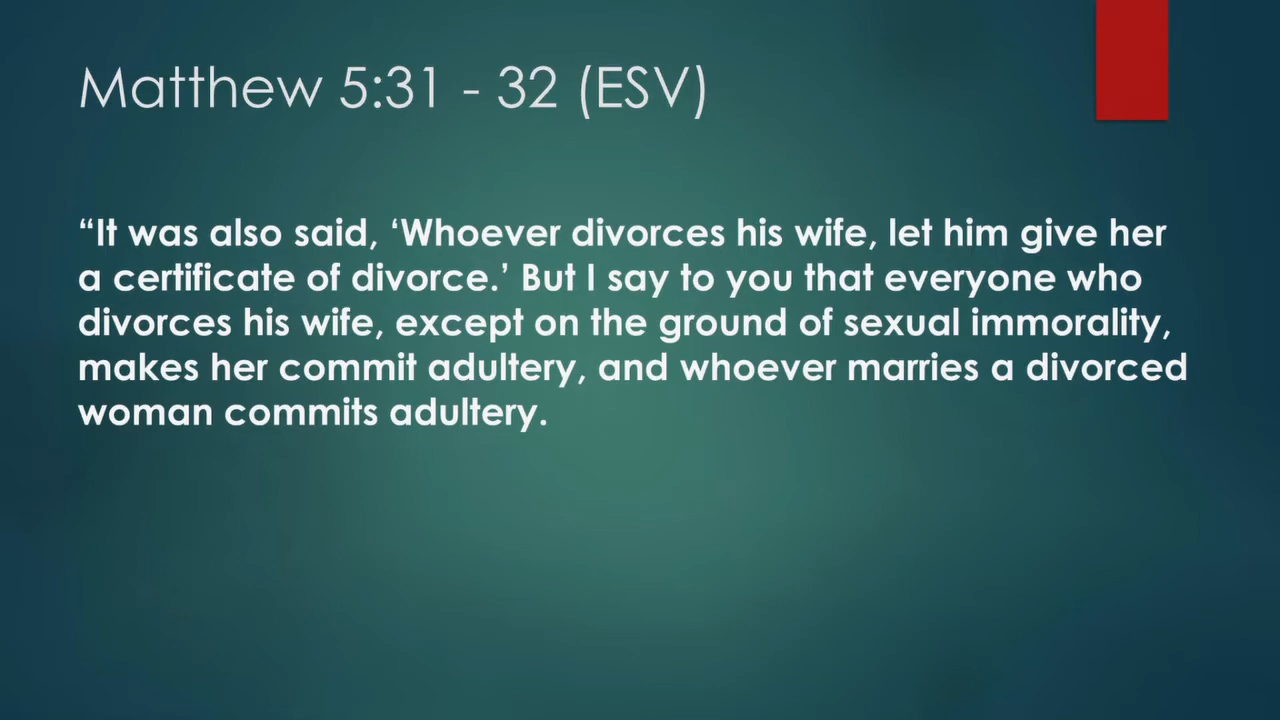 Matthew 5:31 - 32 (ESV)
“It was also said, ‘Whoever divorces his wife, let him give her
a certificate of divorce.’ But I say to you that everyone who
divorces his wife, except on the ground of sexual immorality,
makes her commit adultery, and whoever marries a divorced
woman commits adultery.